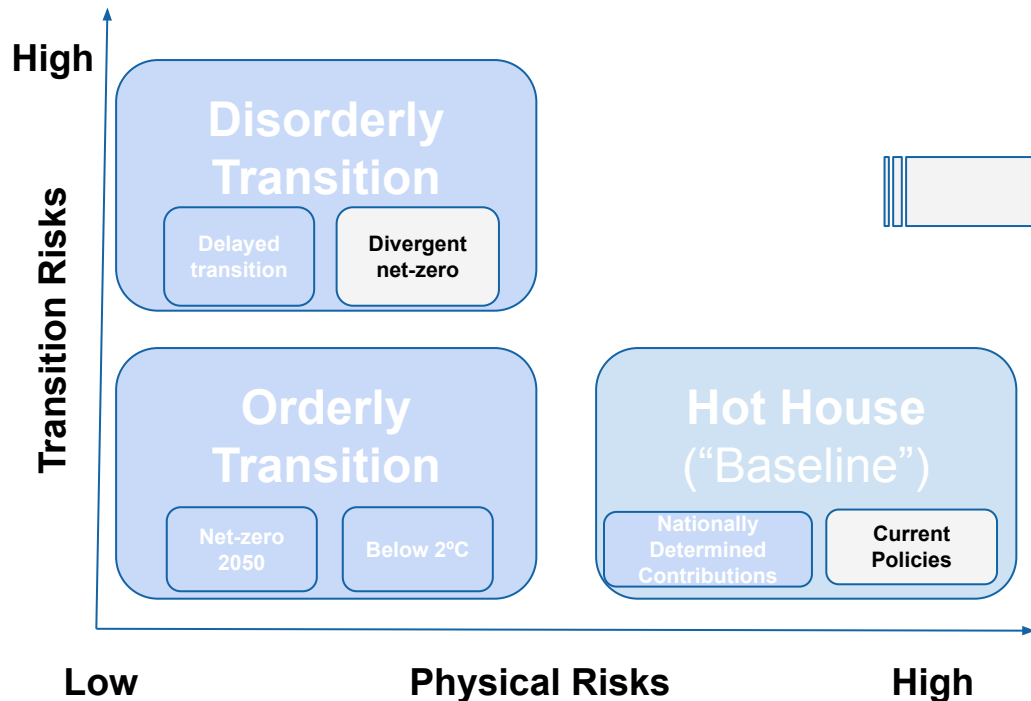 High
Transition Risks
Disorderly
Transition
Delayed
transition
Divergent
net-zero
Orderly
Transition
Net-zero
2050
Below 2ºC
Hot House
(“Baseline”)
Nationally
Determined
Contributions
Current
Policies
Low
Physical Risks
High